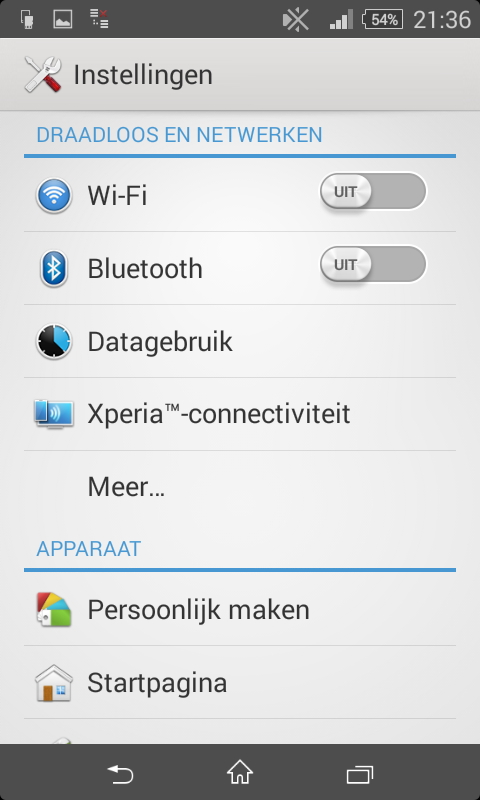 54% 21:36
Instellingen
DRAADLOOS EN NETWERKEN
Wi-Fi UIT
Bluetooth UIT
Datagebruik
Xperia™-connectiviteit
Meer...
APPARAAT
Persoonlijk maken
Startpagina